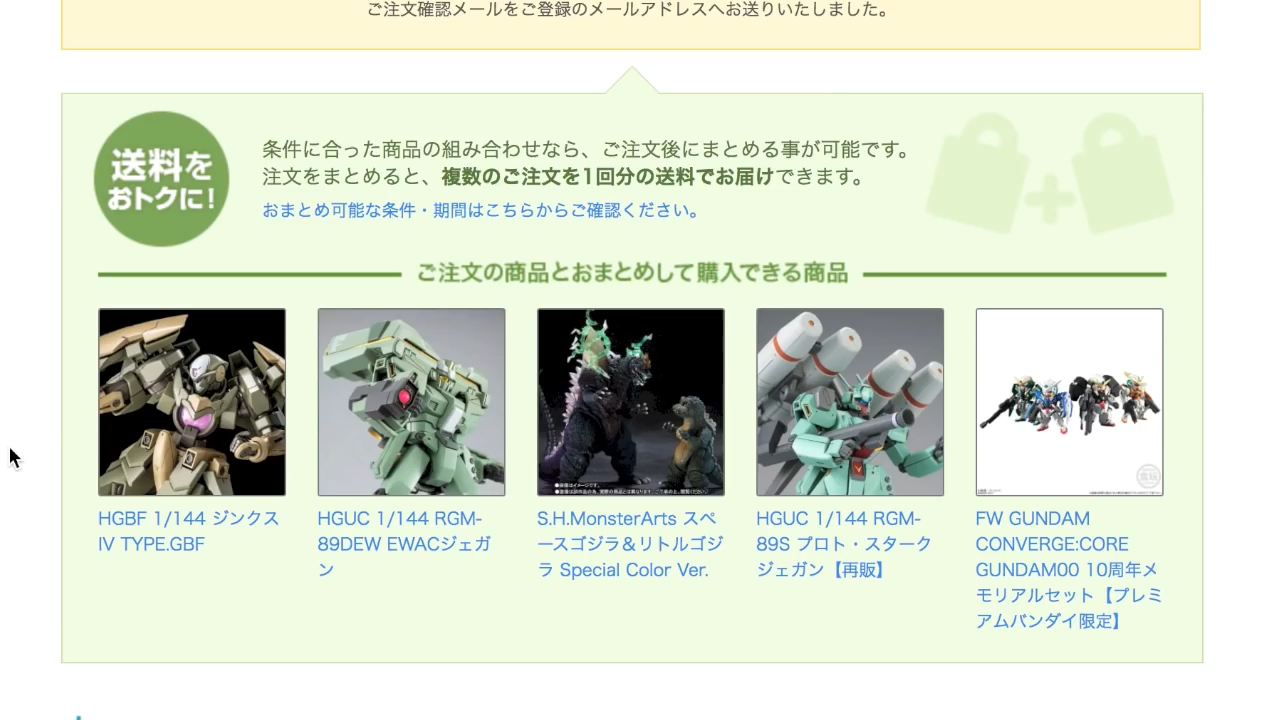 ご注文確認メールをご登録のメールアドレスへお送りいたしました。
送料を
おトクに!
条件に合った商品の組み合わせなら、ご注文後にまとめる事が可能です。
注文をまとめると、複数のご注文を1回分の送料でお届けできます。
おまとめ可能な条件・期間はこちらからご確認ください。
ご注文の商品とおまとめして購入できる商品
HGBF 1/144 ジンクス
IV TYPE.GBF
HGUC 1/144 RGM-
89DEW EWACジェガ
ン
S.H.MonsterArts スペ
ースゴジラ＆リトルゴジ
ラ Special Color Ver.
HGUC 1/144 RGM-
89S プロト・スターク
ジェガン【再販】
FW GUNDAM
CONVERGE:CORE
GUNDAM00 10周年メ
モリアルセット【プレミ
アムバンダイ限定】